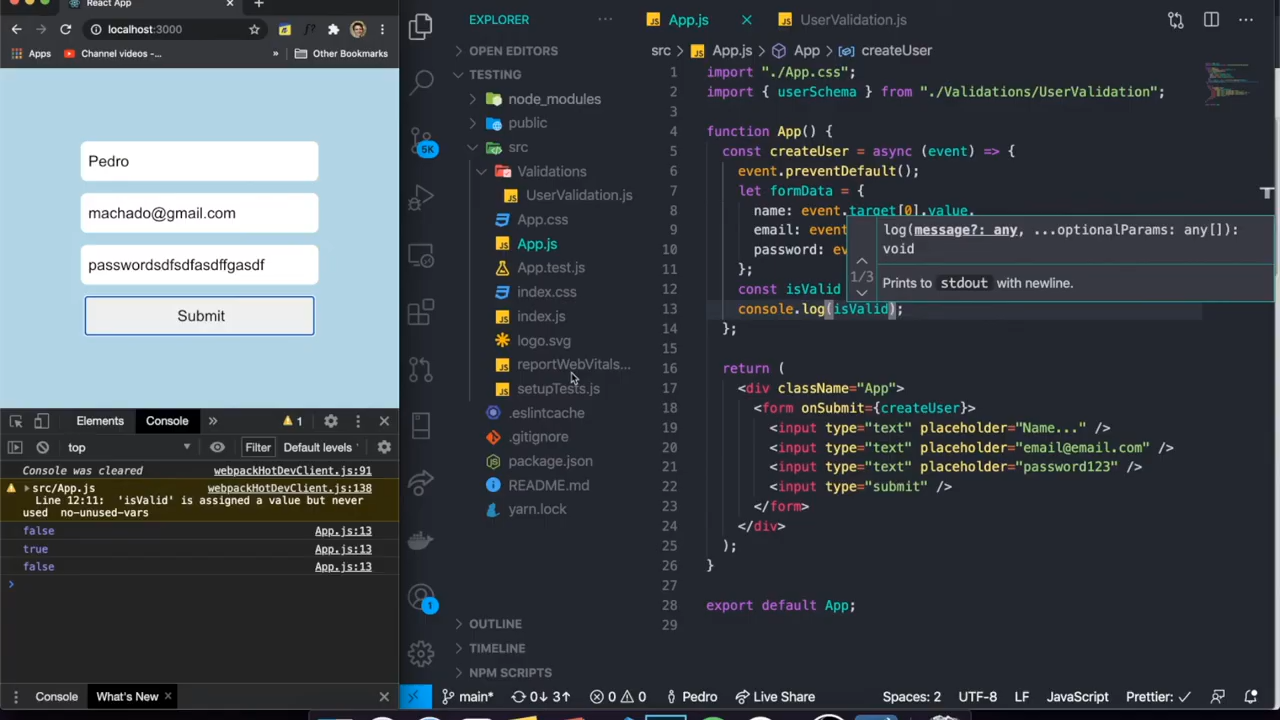 React App
localhost:3000
Apps
Channel videos -...
»
Other Bookmarks
Pedro
machado@gmail.com
passwordsdfsdfasdffgasdf
Submit
Elements
Console
»
1
top
Filter
Default levels
Console was cleared
webpackHotDevClient.js:91
src/App.js
webpackHotDevClient.js:138
Line 12:11: 'isValid' is assigned a value but never
used no-unused-vars
false
App.js:13
true
App.js:13
false
App.js:13
Console
What's New
EXPLORER
OPEN EDITORS
TESTING
node_modules
public
src
Validations
UserValidation.js
App.css
App.js
App.test.js
index.css
index.js
logo.svg
reportWebVitals...
setupTests.js
.eslintcache
.gitignore
package.json
README.md
yarn.lock
OUTLINE
TIMELINE
NPM SCRIPTS
5K
1
App.js
UserValidation.js
src > App.js > App > createUser
1 import "./App.css";
2 import { userSchema } from "./Validations/UserValidation";
3
4 function App() {
5 const createUser = async (event) => {
6 event.preventDefault();
7 let formData = {
8 name: event.target[0].value,
9 email: even
10 password: ev
11 };
12 const isValid
13 console.log(isValid);
14 };
15
16 return (
17 <div className="App">
18 <form onSubmit={createUser}>
19 <input type="text" placeholder="Name..." />
20 <input type="text" placeholder="email@email.com" />
21 <input type="text" placeholder="password123" />
22 <input type="submit" />
23 </form>
24 </div>
25 );
26 }
27
28 export default App;
29
1/3
log(message?: any, ...optionalParams: any[]):
void
Prints to stdout with newline.
main*
0↓ 3↑
0
0
Pedro
Live Share
Spaces: 2
UTF-8
LF
JavaScript
Prettier: ✓